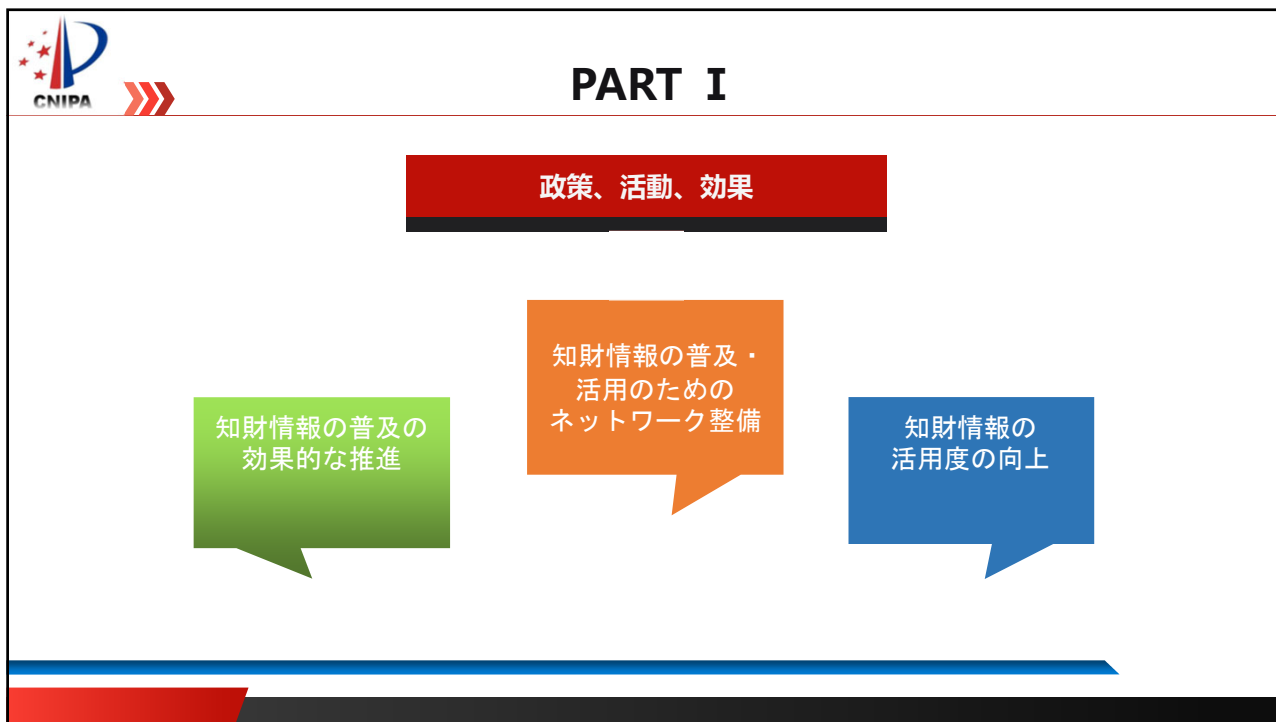 CNIPA
PART Ⅰ
政策、活動、効果
知財情報の普及の
効果的な推進
知財情報の普及・
活用のための
ネットワーク整備
知財情報の
活用度の向上